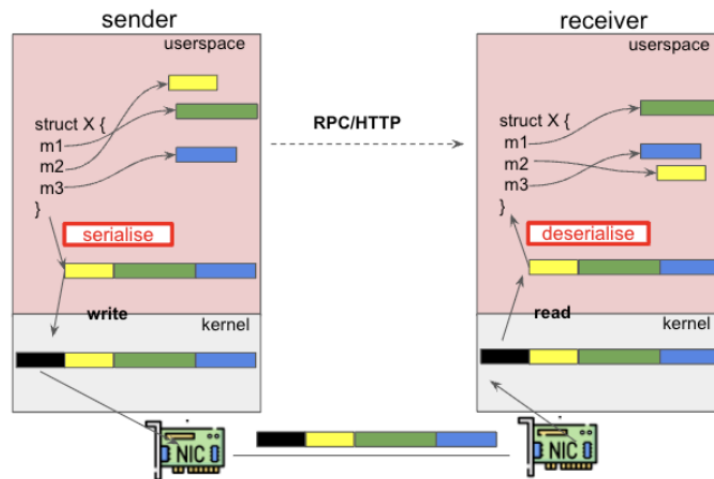 sender
receiver
userspace
userspace
RPC/HTTP
struct X {
m1
m2
m3
}
struct X {
m1
m2
m3
}
serialise
deserialise
write
read
kernel
kernel
NIC
NIC